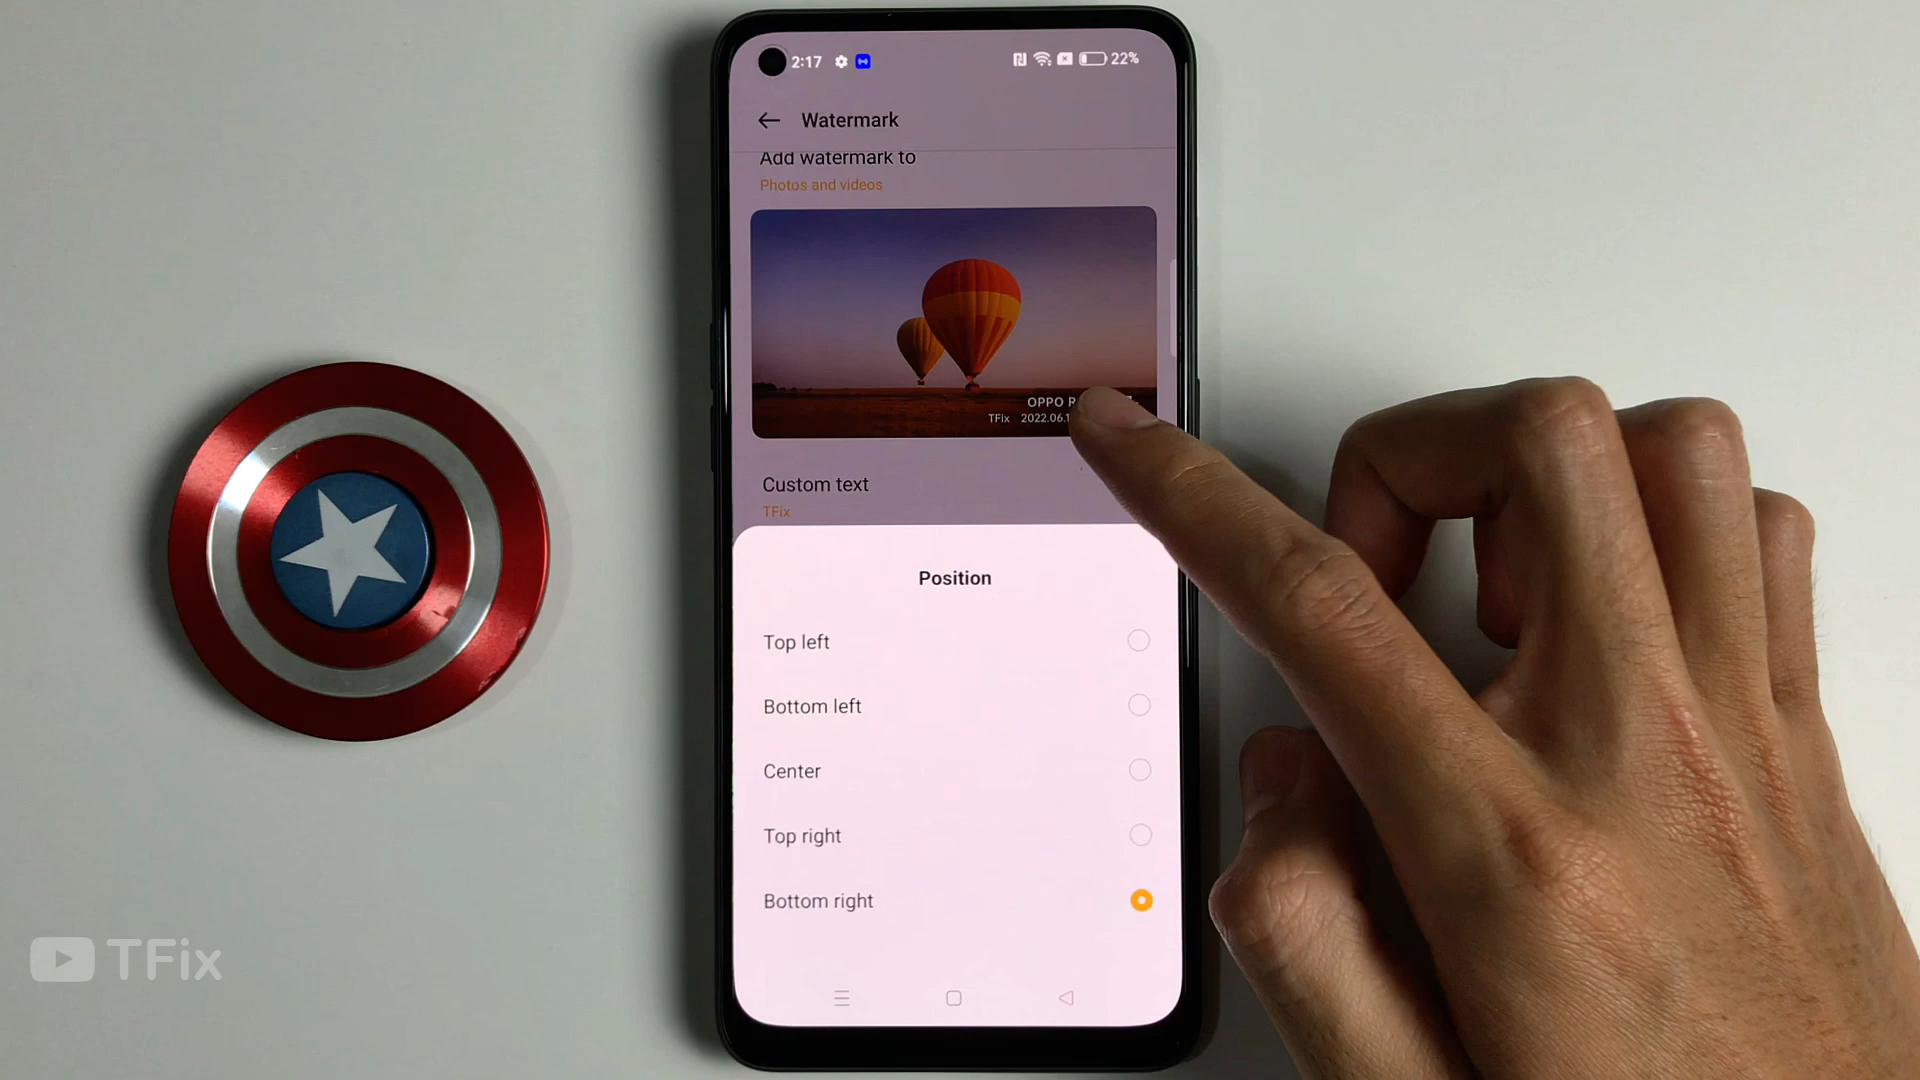 2:17
22%
Watermark
Add watermark to
Photos and videos
OPPO
TFix 2022.06.1
Custom text
TFix
Position
Top left
Bottom left
Center
Top right
Bottom right
TFix